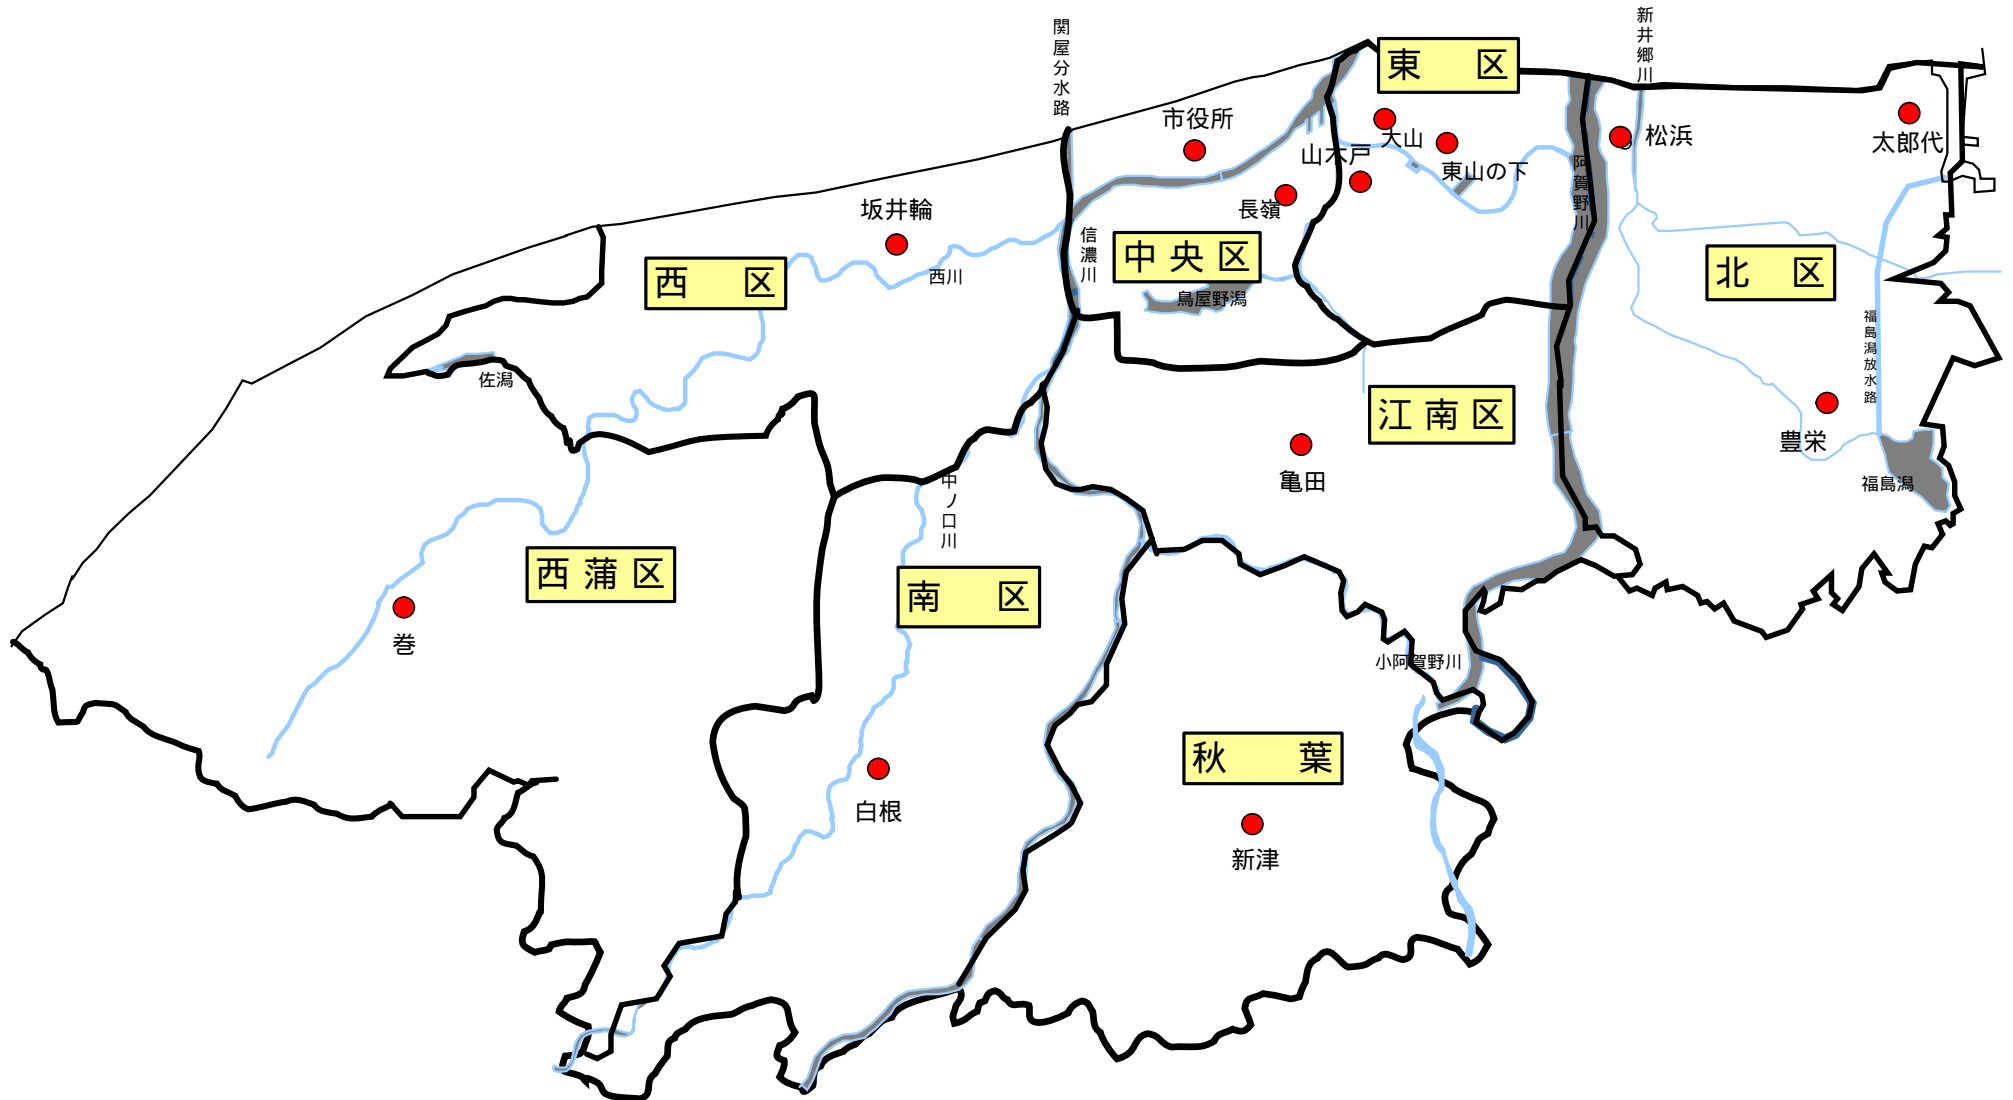 関屋分水路
新井郷川
東　区
市役所
大山
山木戸
東山の下
阿賀野川
松浜
太郎代
坂井輪
長嶺
信濃川
西川
中央区
鳥屋野潟
西　区
北　区
福島潟放水路
佐潟
江南区
豊栄
亀田
福島潟
中ノ口川
西蒲区
南　区
巻
小阿賀野川
秋　葉
白根
新津